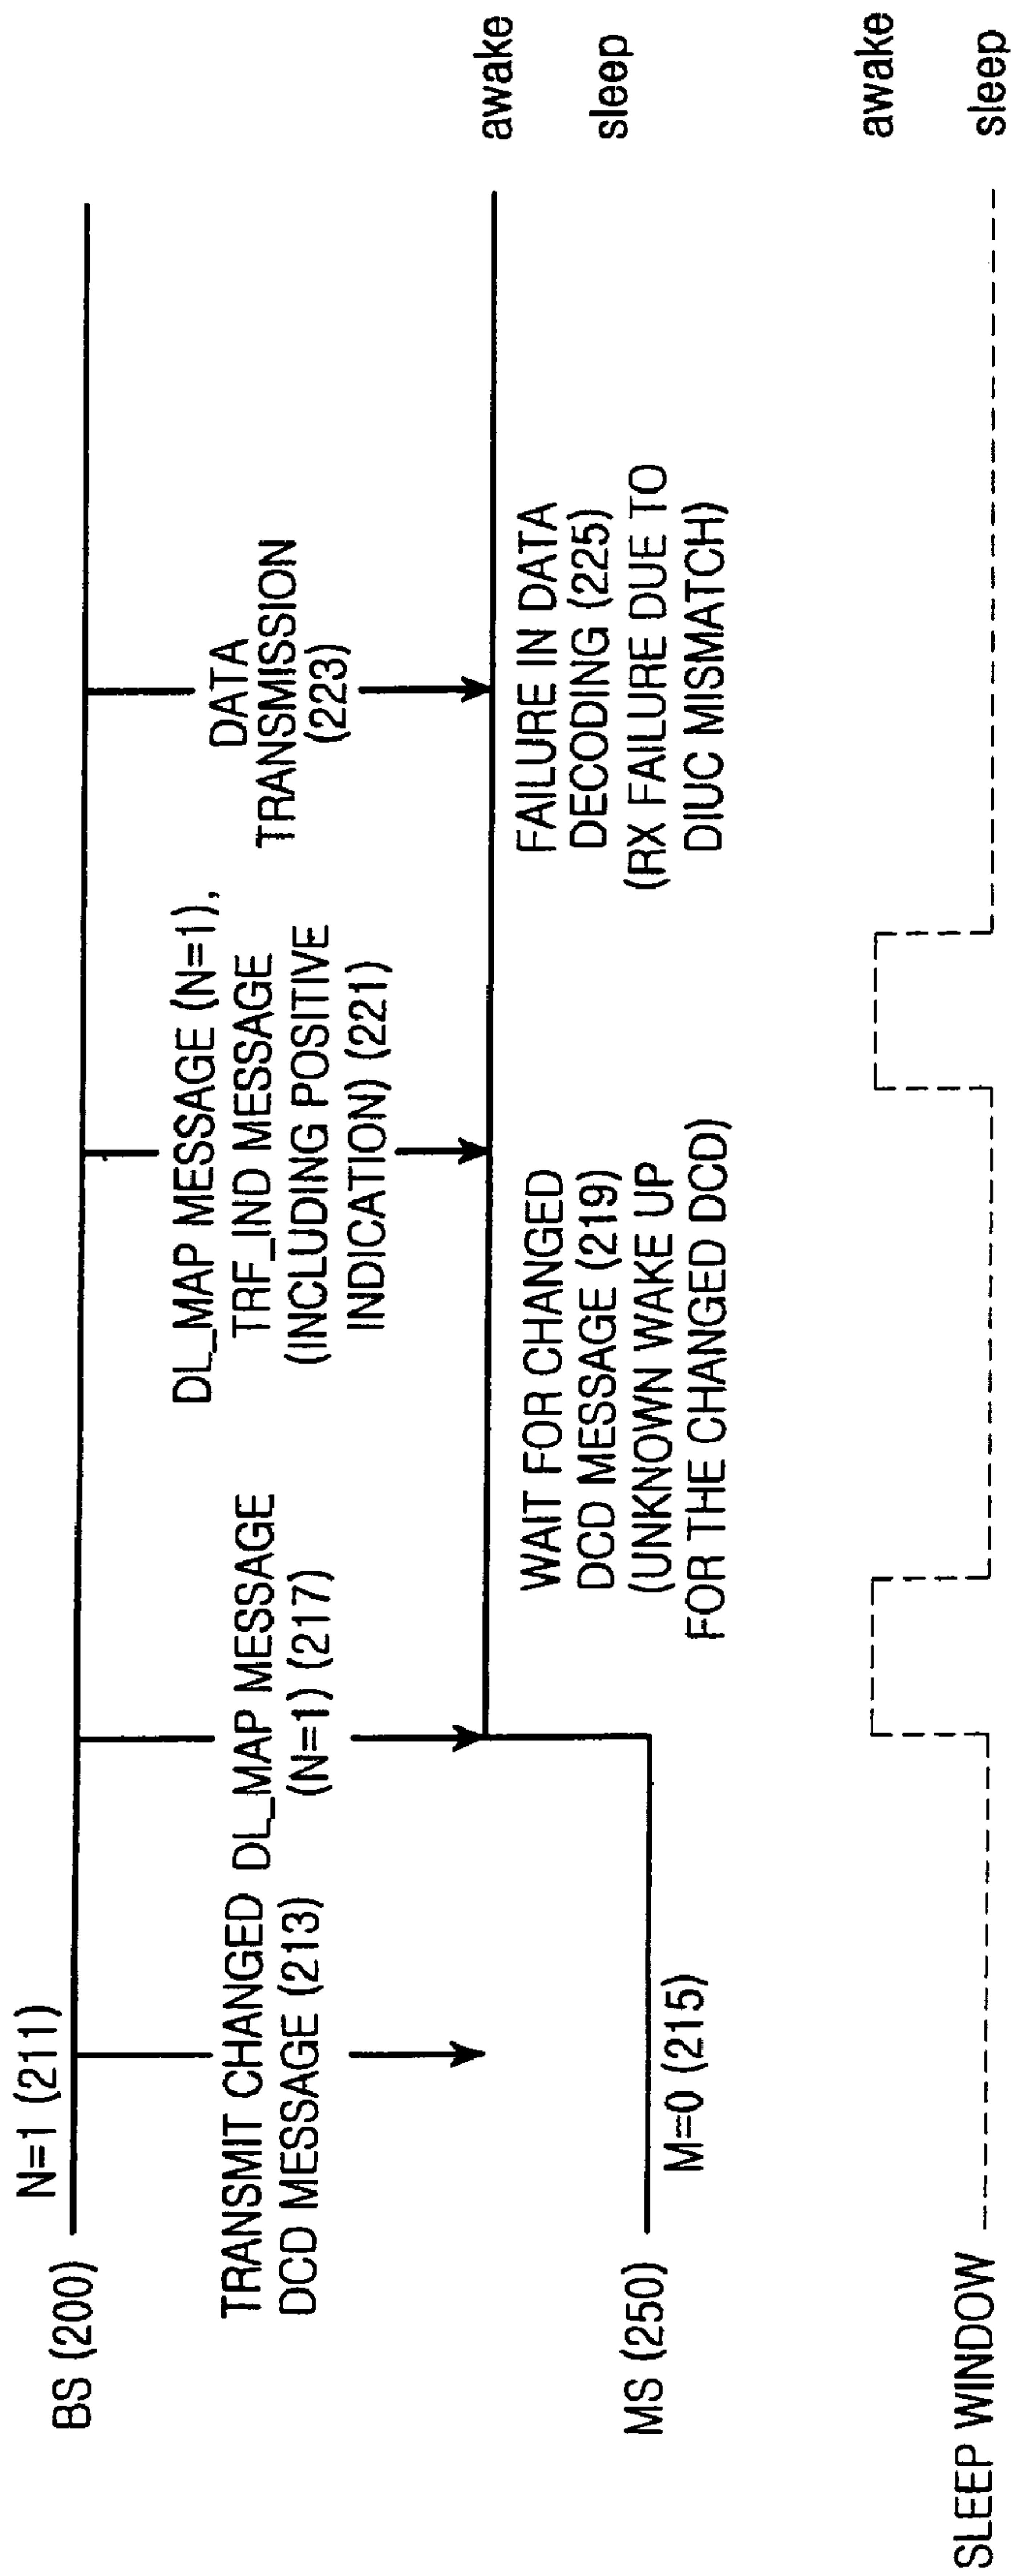 BS (200)
N=1 (211)
TRANSMIT CHANGED
DCD MESSAGE (213)
DL_MAP MESSAGE
(N=1) (217)
DL_MAP MESSAGE (N=1),
TRF_IND MESSAGE
(INCLUDING POSITIVE
INDICATION) (221)
DATA
TRANSMISSION
(223)
awake
sleep
MS (250)
M=0 (215)
WAIT FOR CHANGED
DCD MESSAGE (219)
(UNKNOWN WAKE UP
FOR THE CHANGED DCD)
FAILURE IN DATA
DECODING (225)
(RX FAILURE DUE TO
DIUC MISMATCH)
awake
sleep
SLEEP WINDOW